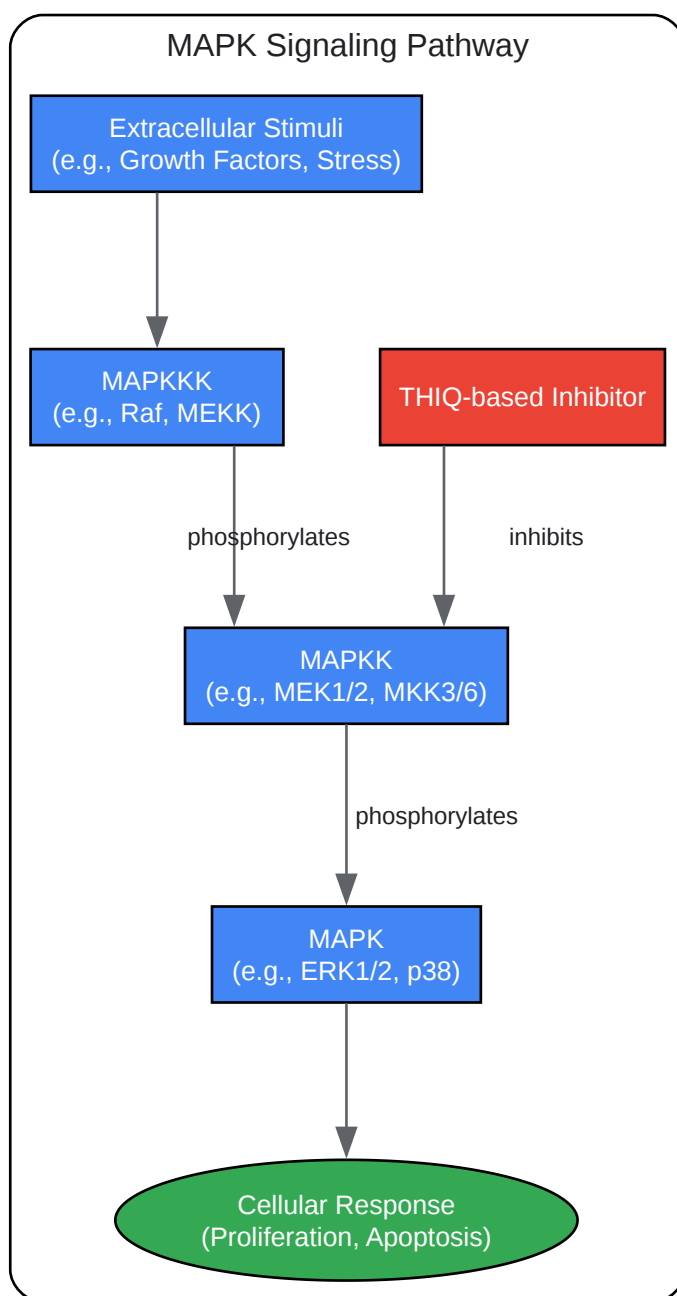 MAPK Signaling Pathway
Extracellular Stimuli
(e.g., Growth Factors, Stress)
MAPKKK
(e.g., Raf, MEKK)
THIQ-based Inhibitor
phosphorylates
inhibits
MAPKK
(e.g., MEK1/2, MKK3/6)
phosphorylates
MAPK
(e.g., ERK1/2, p38)
Cellular Response
(Proliferation, Apoptosis)